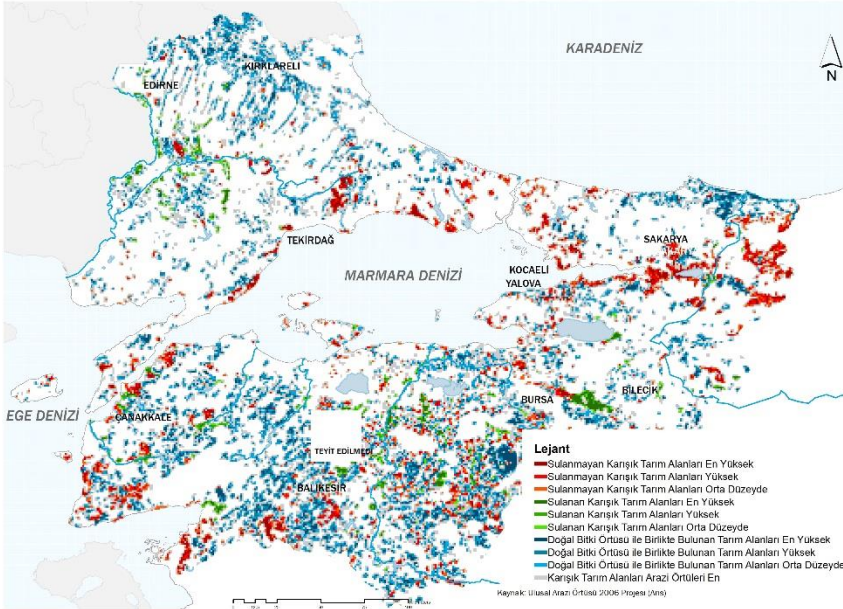 KARADENİZ
N
KIRKLARELİ
EDİRNE
TEKİRDAĞ
SAKARYA
MARMARA DENİZİ
KOCAELİ
YALOVA
EGE DENİZİ
ÇANAKKALE
BURSA
BİLECİK
TEYİT EDİLMEDİ
BALIKESİR
Lejant
Sulanmayan Karışık Tarım Alanları En Yüksek
Sulanmayan Karışık Tarım Alanları Yüksek
Sulanmayan Karışık Tarım Alanları Orta Düzeyde
Sulanan Karışık Tarım Alanları En Yüksek
Sulanan Karışık Tarım Alanları Yüksek
Sulanan Karışık Tarım Alanları Orta Düzeyde
Doğal Bitki Örtüsü ile Birlikte Bulunan Tarım Alanları En Yüksek
Doğal Bitki Örtüsü ile Birlikte Bulunan Tarım Alanları Yüksek
Doğal Bitki Örtüsü ile Birlikte Bulunan Tarım Alanları Orta Düzeyde
Karışık Tarım Alanları Arazi Örtüleri En
Kaynak: Ulusal Arazi Örtüsü 2006 Projesi (Aris)